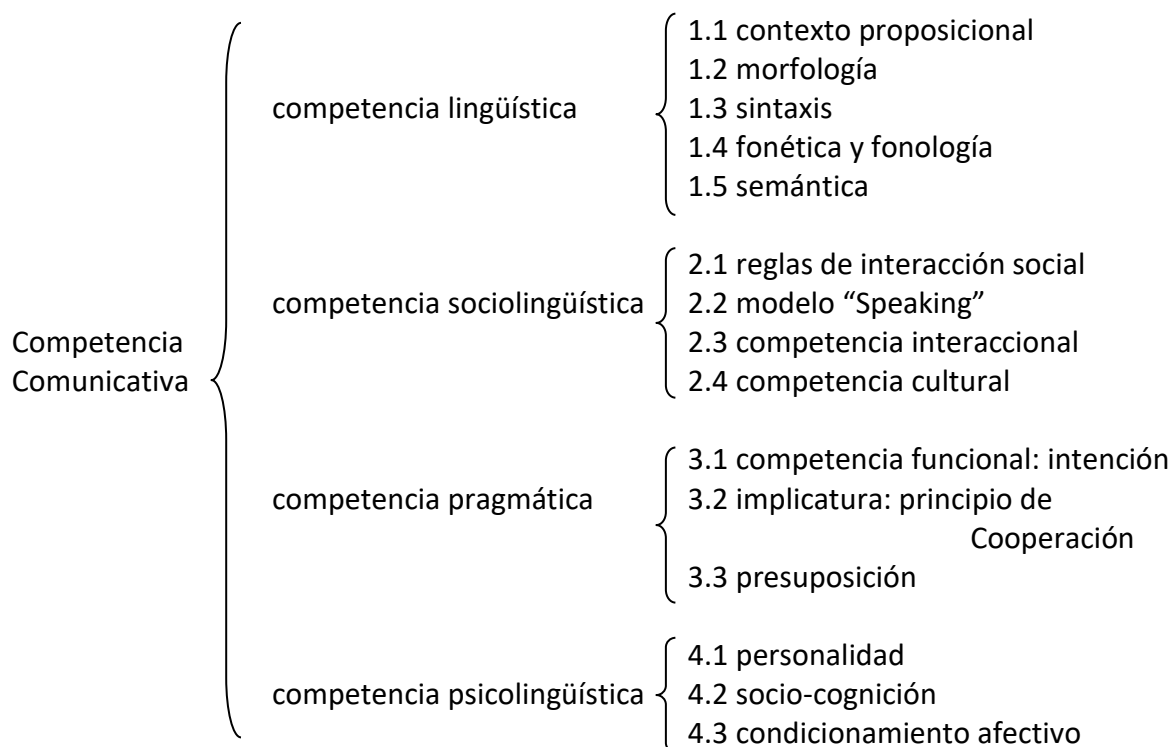 Competencia
Comunicativa
competencia lingüística
1.1 contexto proposicional
1.2 morfología
1.3 sintaxis
1.4 fonética y fonología
1.5 semántica
competencia sociolingüística
2.1 reglas de interacción social
2.2 modelo “Speaking”
2.3 competencia interaccional
2.4 competencia cultural
competencia pragmática
3.1 competencia funcional: intención
3.2 implicatura: principio de
Cooperación
3.3 presuposición
competencia psicolingüística
4.1 personalidad
4.2 socio-cognición
4.3 condicionamiento afectivo